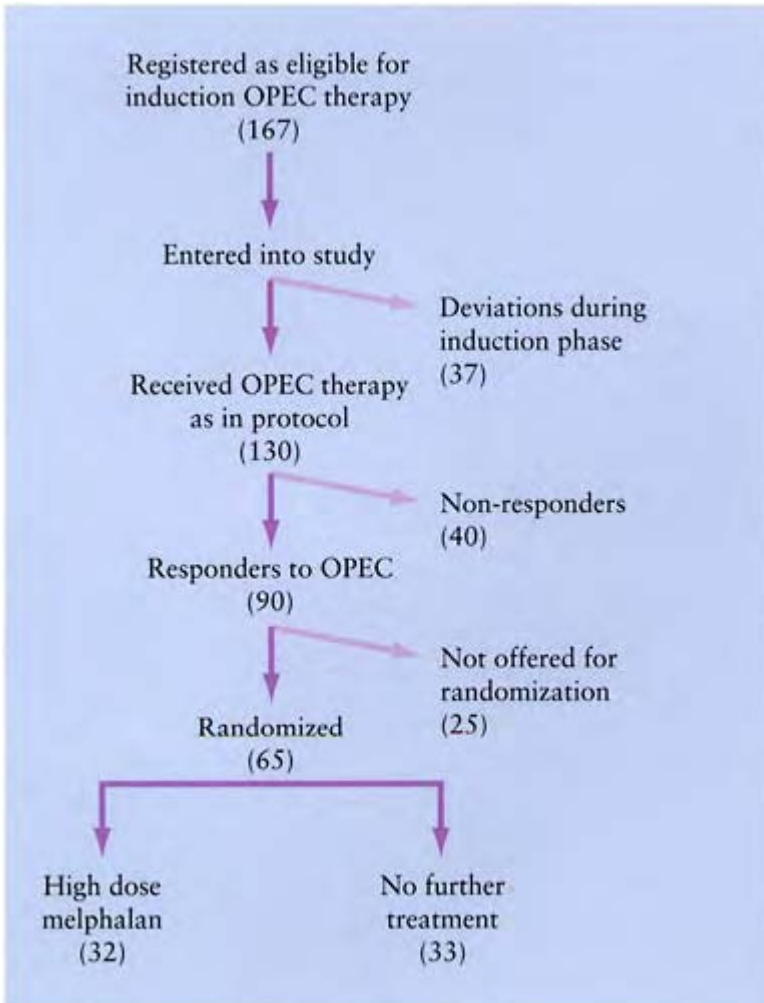 Registered as eligible for
induction OPEC therapy
(167)
Entered into study
Deviations during
induction phase
(37)
Received OPEC therapy
as in protocol
(130)
Non-responders
(40)
Responders to OPEC
(90)
Not offered for
randomization
(25)
Randomized
(65)
High dose
melphalan
(32)
No further
treatment
(33)